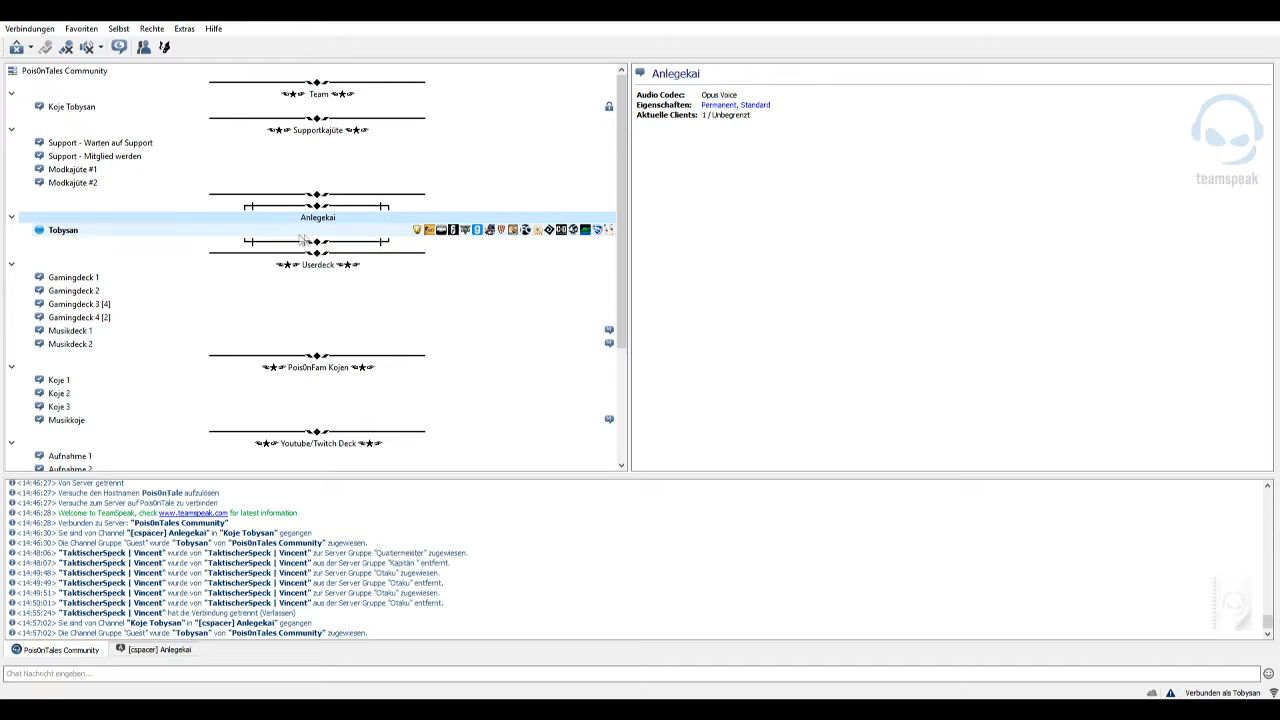 Verbindungen Favoriten Selbst Rechte Extras Hilfe
Pois0nTales Community
Team
Koje Tobysan
Supportkajüte
Support - Warten auf Support
Support - Mitglied werden
Modkajüte #1
Modkajüte #2
Anlegekai
Tobysan
Userdeck
Gamingdeck 1
Gamingdeck 2
Gamingdeck 3 [4]
Gamingdeck 4 [2]
Musikdeck 1
Musikdeck 2
Pois0nFam Kojen
Koje 1
Koje 2
Koje 3
Musikkoje
Youtube/Twitch Deck
Aufnahme 1
Aufnahme 2
Anlegekai
Audio Codec: Opus Voice
Eigenschaften: Permanent, Standard
Aktuelle Clients: 1 / Unbegrenzt
teamspeak
<14:46:27> Von Server getrennt
<14:46:27> Versuche den Hostnamen Pois0nTale aufzulösen
<14:46:27> Versuche zum Server auf Pois0nTale zu verbinden
<14:46:28> Welcome to TeamSpeak, check www.teamspeak.com for latest information
<14:46:28> Verbunden zu Server: "Pois0nTales Community"
<14:46:30> Sie sind von Channel "[cspacer] Anlegekai" in "Koje Tobysan" gegangen
<14:46:30> Die Channel Gruppe "Guest" wurde "Tobysan" von "Pois0nTales Community" zugewiesen.
<14:48:06> "TaktischerSpeck | Vincent" wurde von "TaktischerSpeck | Vincent" zur Server Gruppe "Quatiermeister" zugewiesen.
<14:48:07> "TaktischerSpeck | Vincent" wurde von "TaktischerSpeck | Vincent" aus der Server Gruppe "Kapitän " entfernt.
<14:49:48> "TaktischerSpeck | Vincent" wurde von "TaktischerSpeck | Vincent" zur Server Gruppe "Otaku" zugewiesen.
<14:49:49> "TaktischerSpeck | Vincent" wurde von "TaktischerSpeck | Vincent" aus der Server Gruppe "Otaku" entfernt.
<14:49:51> "TaktischerSpeck | Vincent" wurde von "TaktischerSpeck | Vincent" zur Server Gruppe "Otaku" zugewiesen.
<14:50:01> "TaktischerSpeck | Vincent" wurde von "TaktischerSpeck | Vincent" aus der Server Gruppe "Otaku" entfernt.
<14:55:24> "TaktischerSpeck | Vincent" hat die Verbindung getrennt (Verlassen)
<14:57:02> Sie sind von Channel "Koje Tobysan" in "[cspacer] Anlegekai" gegangen
<14:57:02> Die Channel Gruppe "Guest" wurde "Tobysan" von "Pois0nTales Community" zugewiesen.
Pois0nTales Community [cspacer] Anlegekai
Chat Nachricht eingeben...
Verbunden als Tobysan